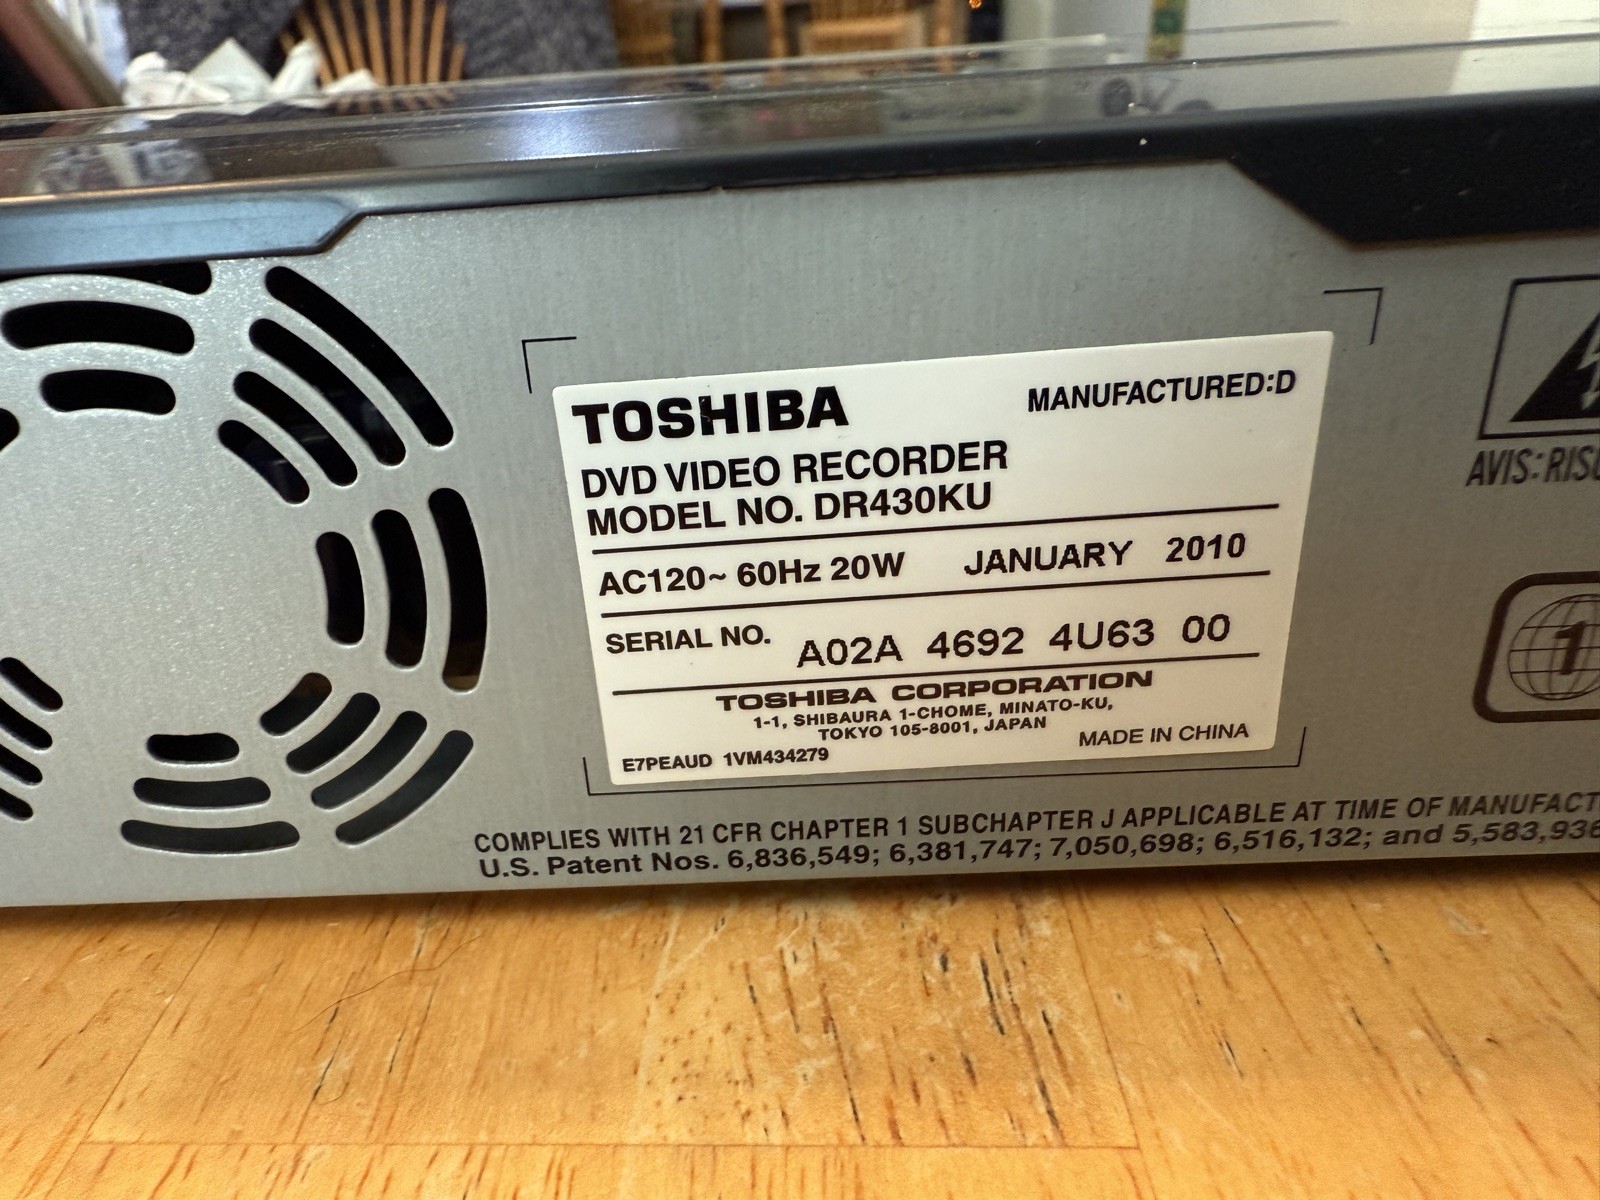 TOSHIBA MANUFACTURED:D
DVD VIDEO RECORDER
MODEL NO. DR430KU
AC120~ 60Hz 20W JANUARY 2010
SERIAL NO. A02A 4692 4U63 00
TOSHIBA CORPORATION
1-1, SHIBAURA 1-CHOME, MINATO-KU,
TOKYO 105-8001, JAPAN
E7PEAUD 1VM434279 MADE IN CHINA
COMPLIES WITH 21 CFR CHAPTER 1 SUBCHAPTER J APPLICABLE AT TIME OF MANUFACT
U.S. Patent Nos. 6,836,549; 6,381,747; 7,050,698; 6,516,132; and 5,583,936
AVIS: RISU
1